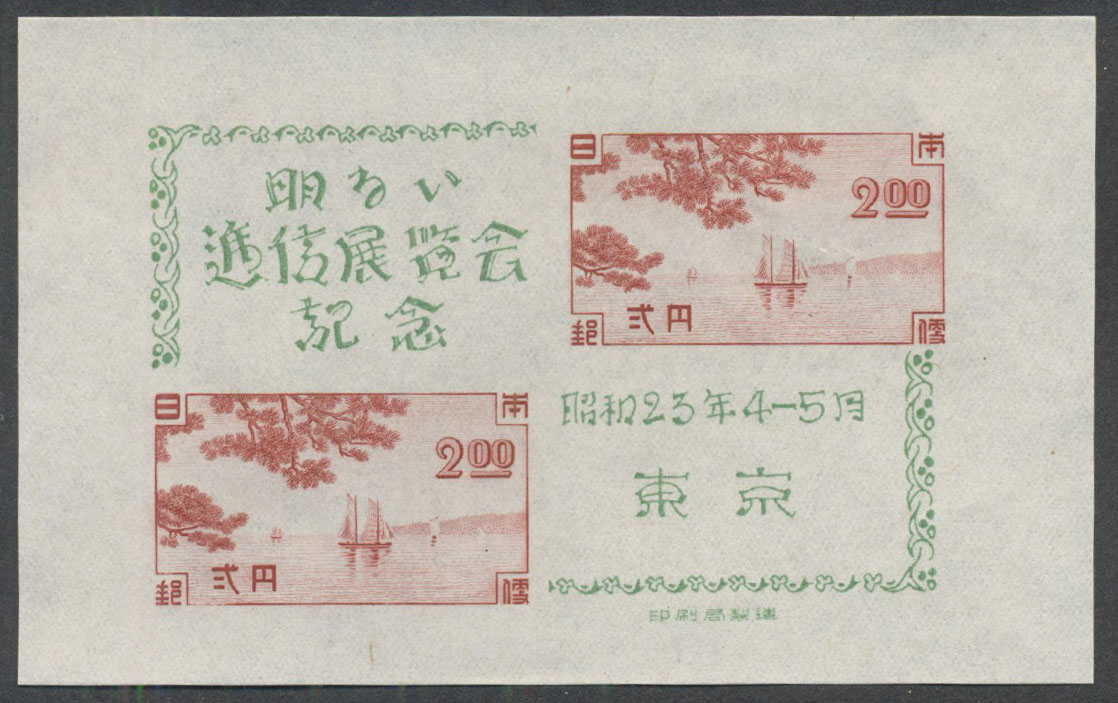 明るい
逓信展覧会
記念
日本
2.00
弐円
郵便
日本
2.00
弐円
郵便
昭和23年4-5月
東京
印刷局製造